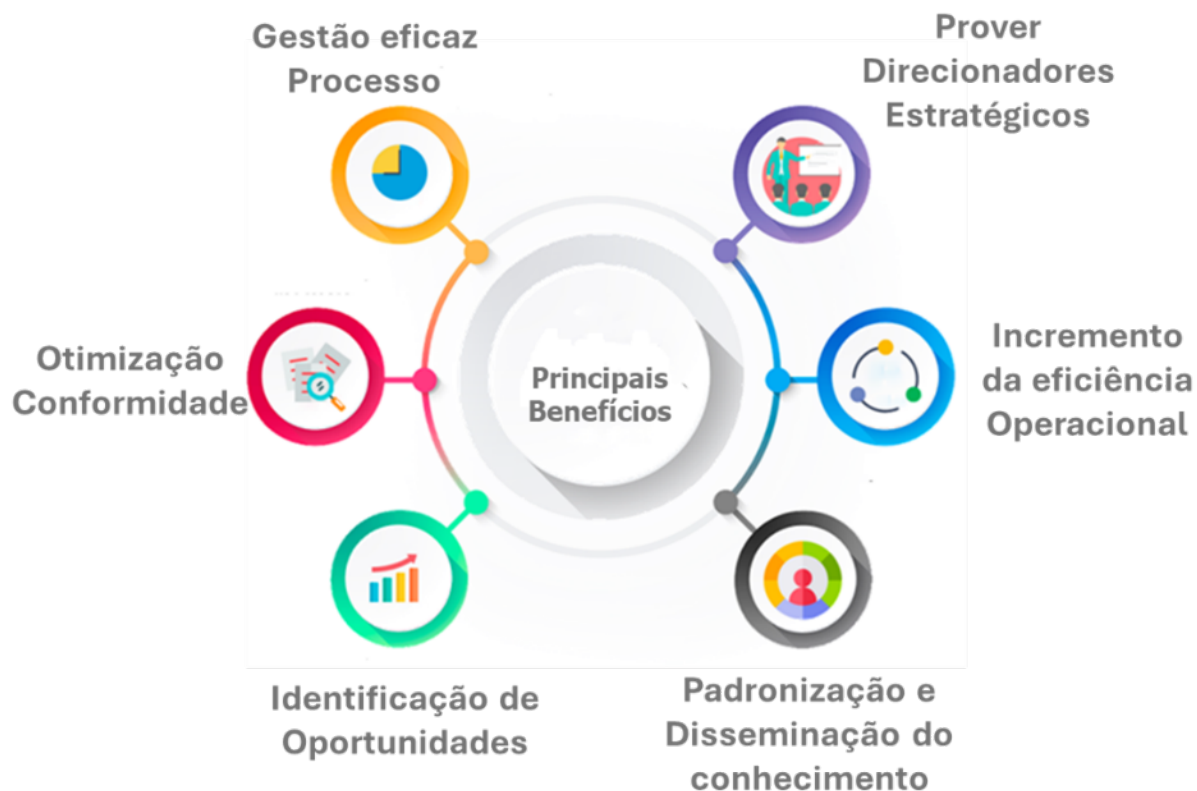 Gestão eficaz
Processo
Prover
Direcionadores
Estratégicos
Otimização
Conformidade
Principais
Benefícios
Incremento
da eficiência
Operacional
Identificação de
Oportunidades
Padronização e
Disseminação do
conhecimento